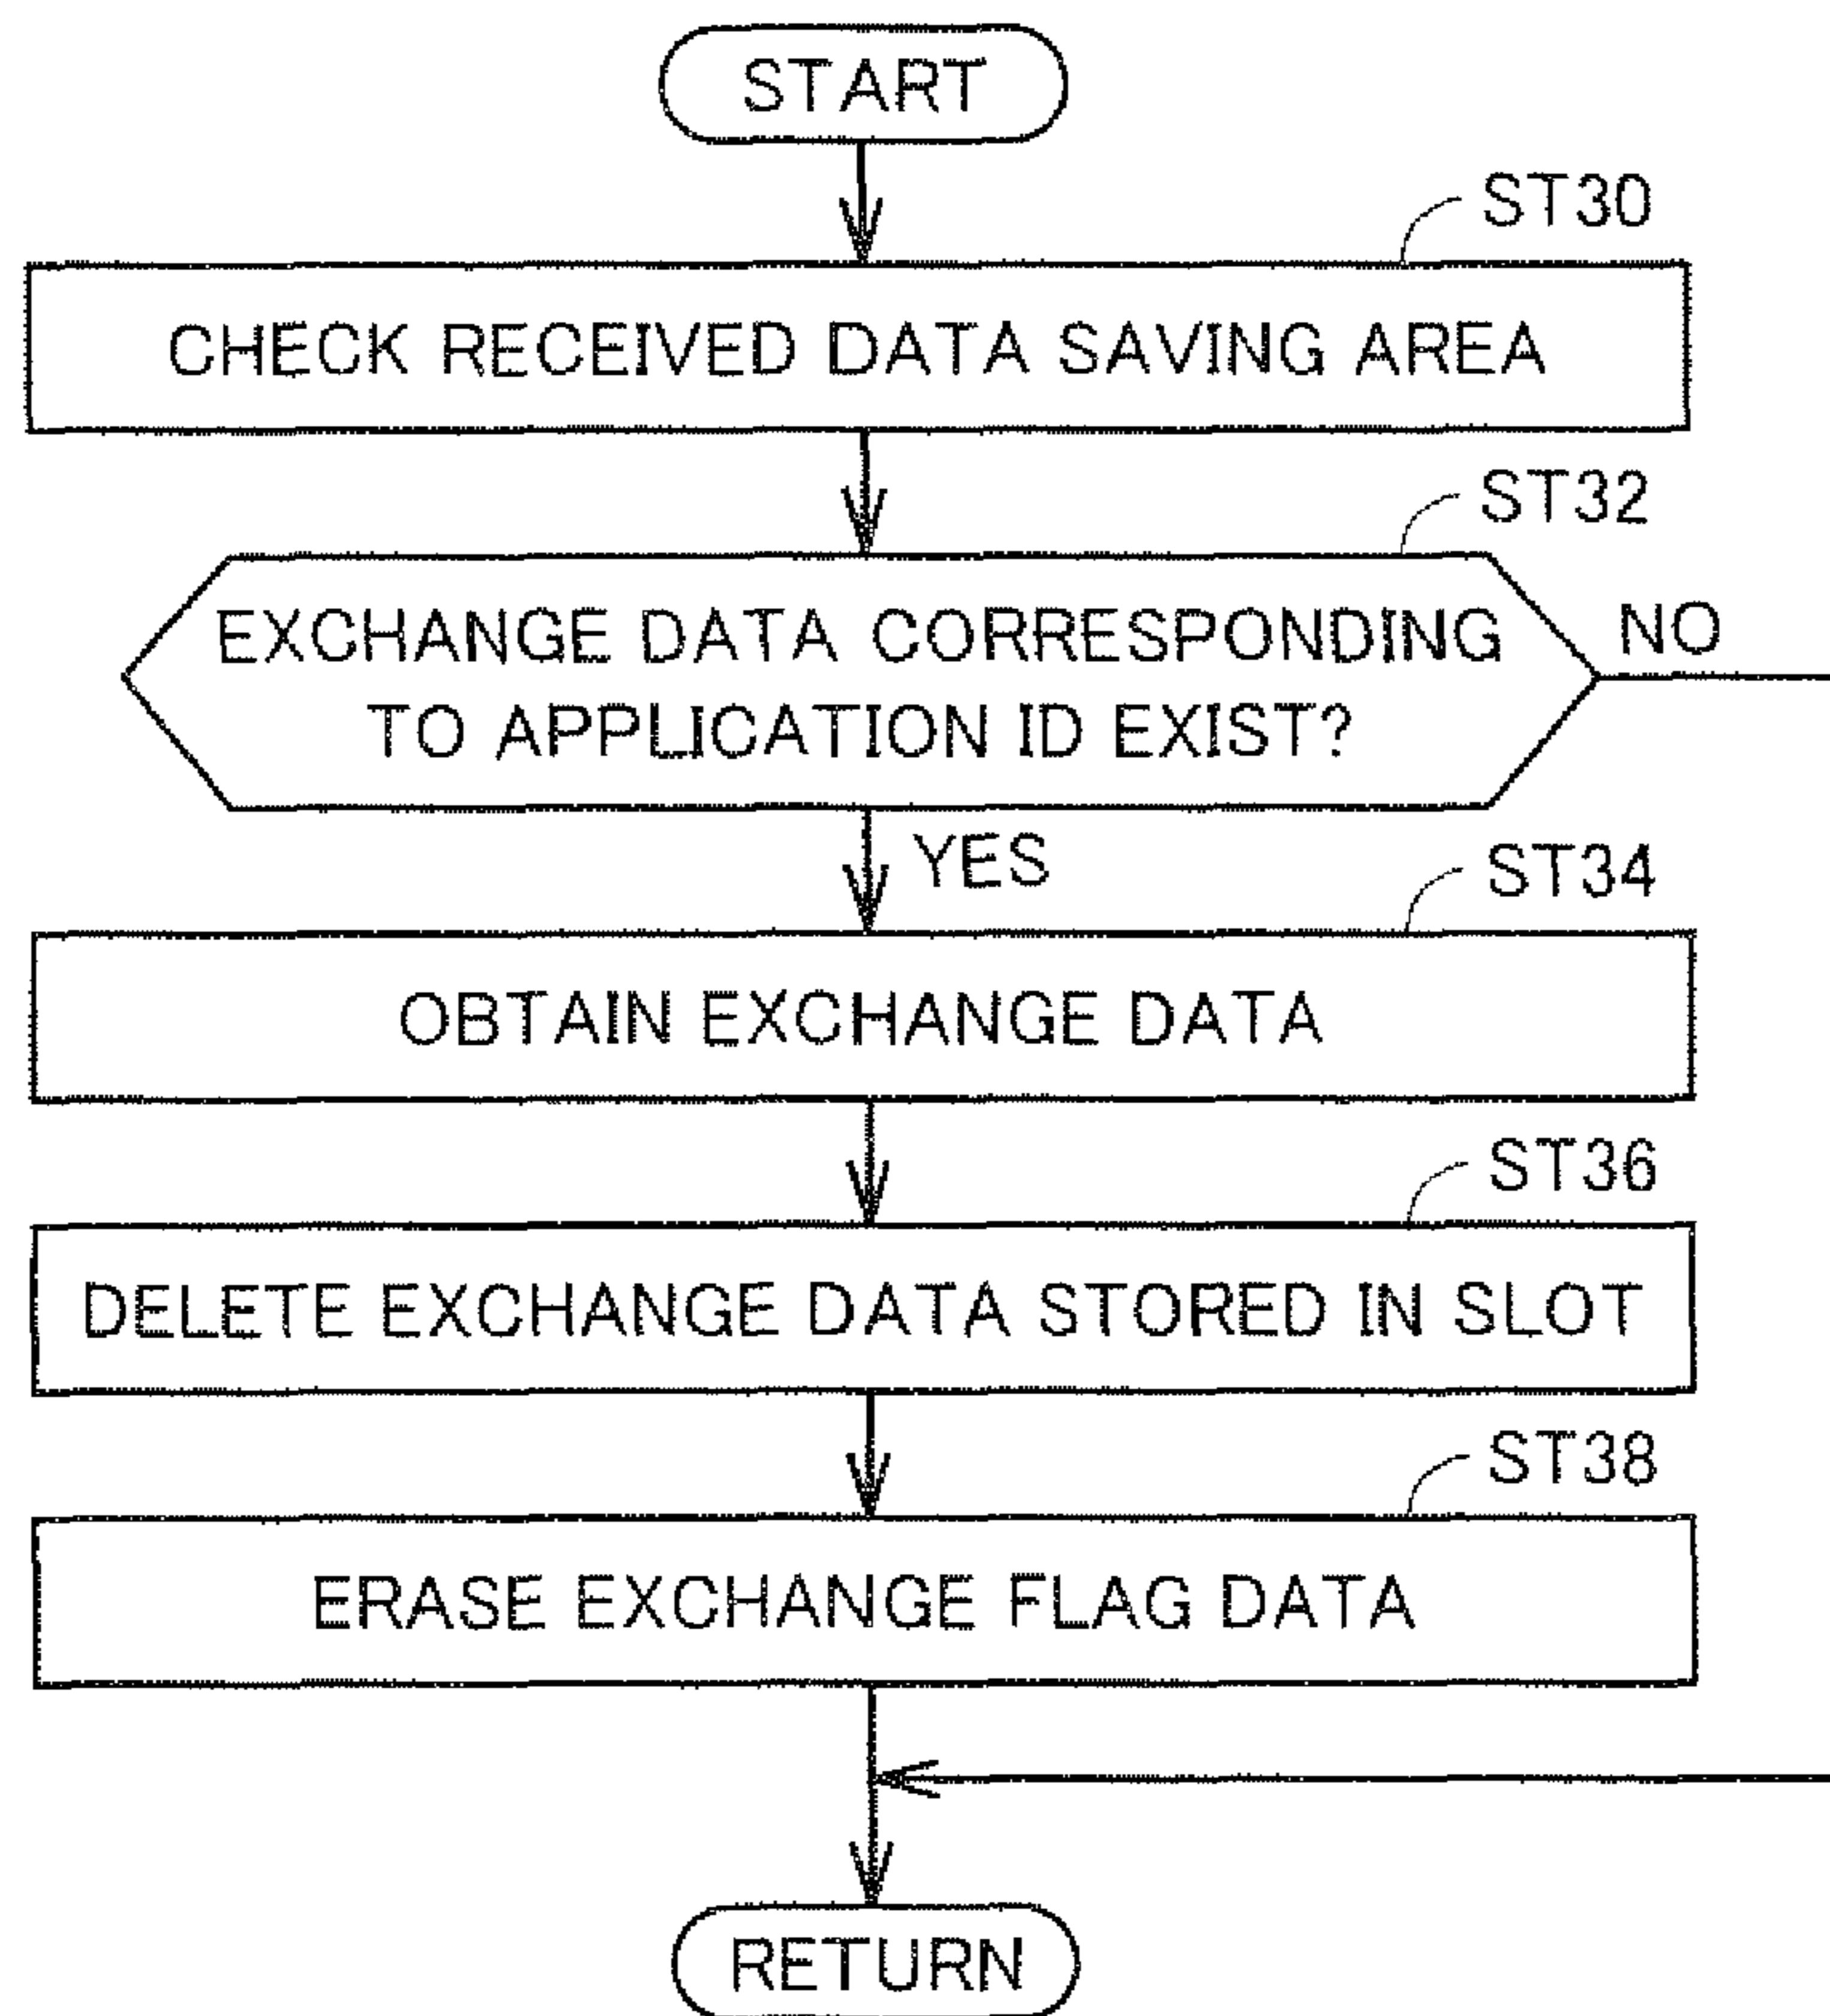 START
ST30
CHECK RECEIVED DATA SAVING AREA
ST32
EXCHANGE DATA CORRESPONDING
TO APPLICATION ID EXIST?
NO
YES
ST34
OBTAIN EXCHANGE DATA
ST36
DELETE EXCHANGE DATA STORED IN SLOT
ST38
ERASE EXCHANGE FLAG DATA
RETURN